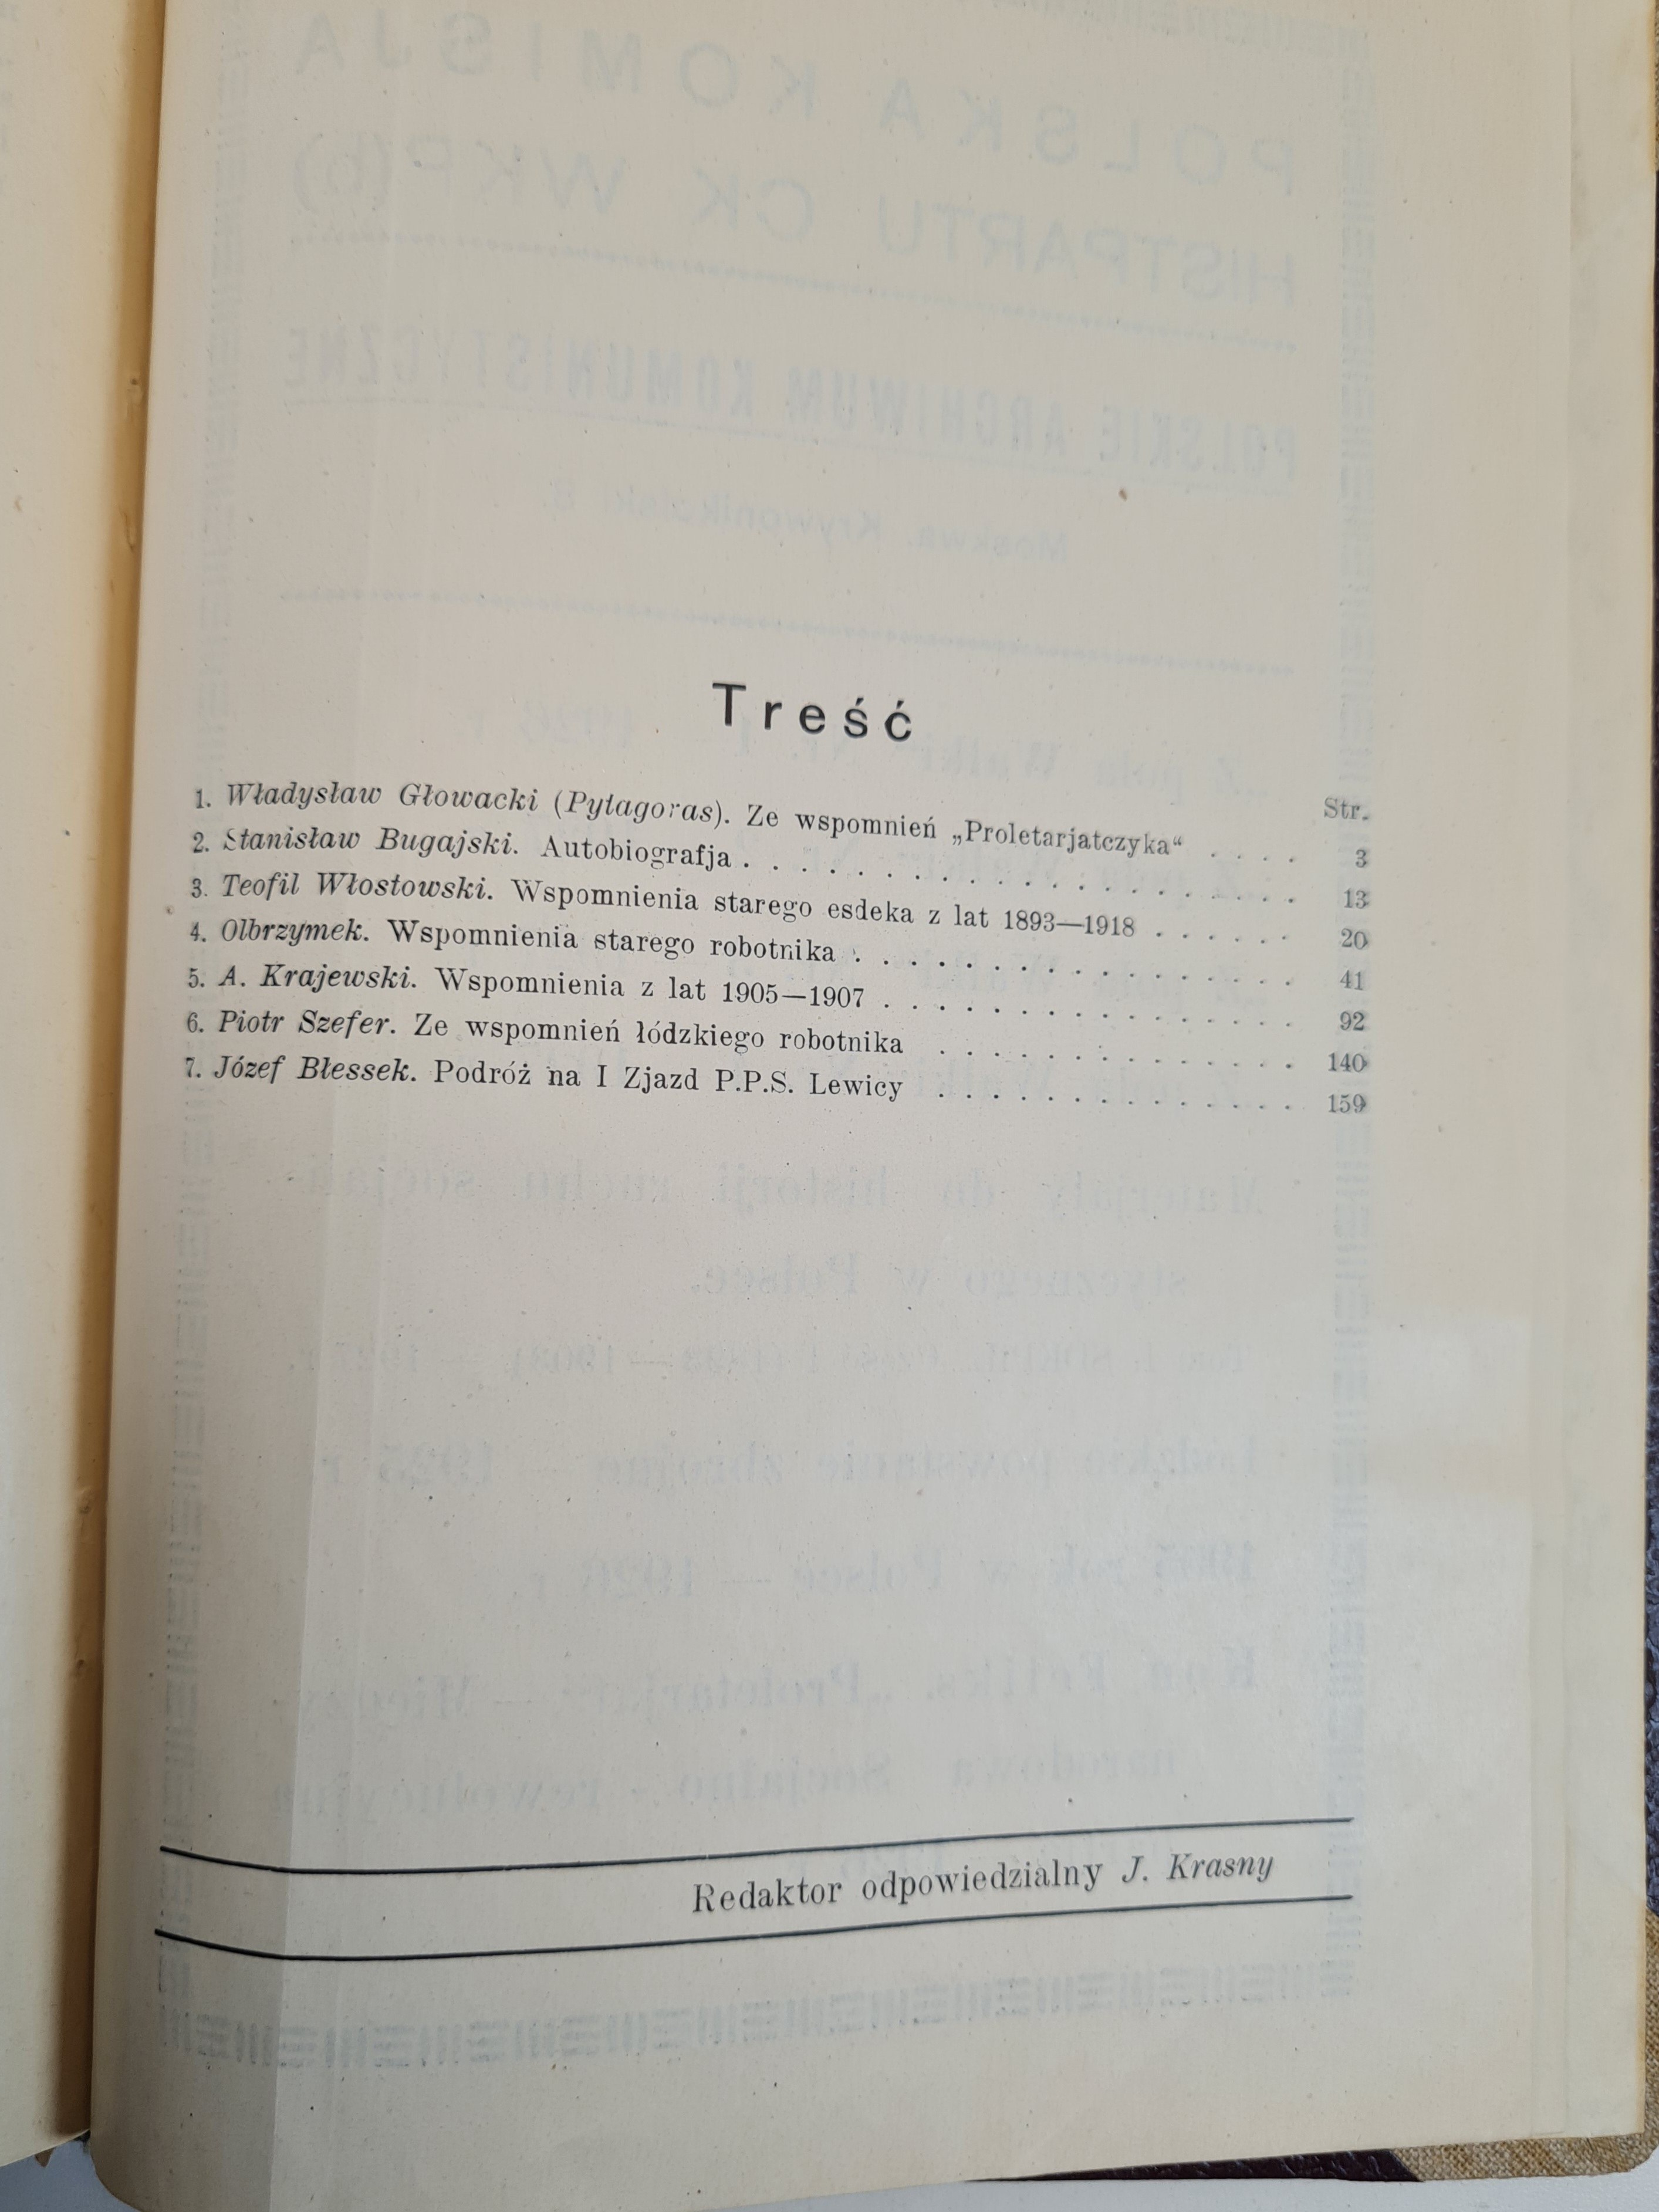 Treść
Str.
1. Władysław Głowacki (Pytagoras). Ze wspomnień „Proletarjatczyka“ . . . . 3
2. Stanisław Bugajski. Autobiografja . . . . . . . . . . . . . . . . . . . . 13
3. Teofil Włostowski. Wspomnienia starego esdeka z lat 1893—1918 . . . . . . 20
4. Olbrzymek. Wspomnienia starego robotnika . . . . . . . . . . . . . . . . 41
5. A. Krajewski. Wspomnienia z lat 1905—1907 . . . . . . . . . . . . . . . 92
6. Piotr Szefer. Ze wspomnień łódzkiego robotnika . . . . . . . . . . . . . 140
7. Józef Błessek. Podróż na I Zjazd P.P.S. Lewicy . . . . . . . . . . . . . 159
Redaktor odpowiedzialny J. Krasny